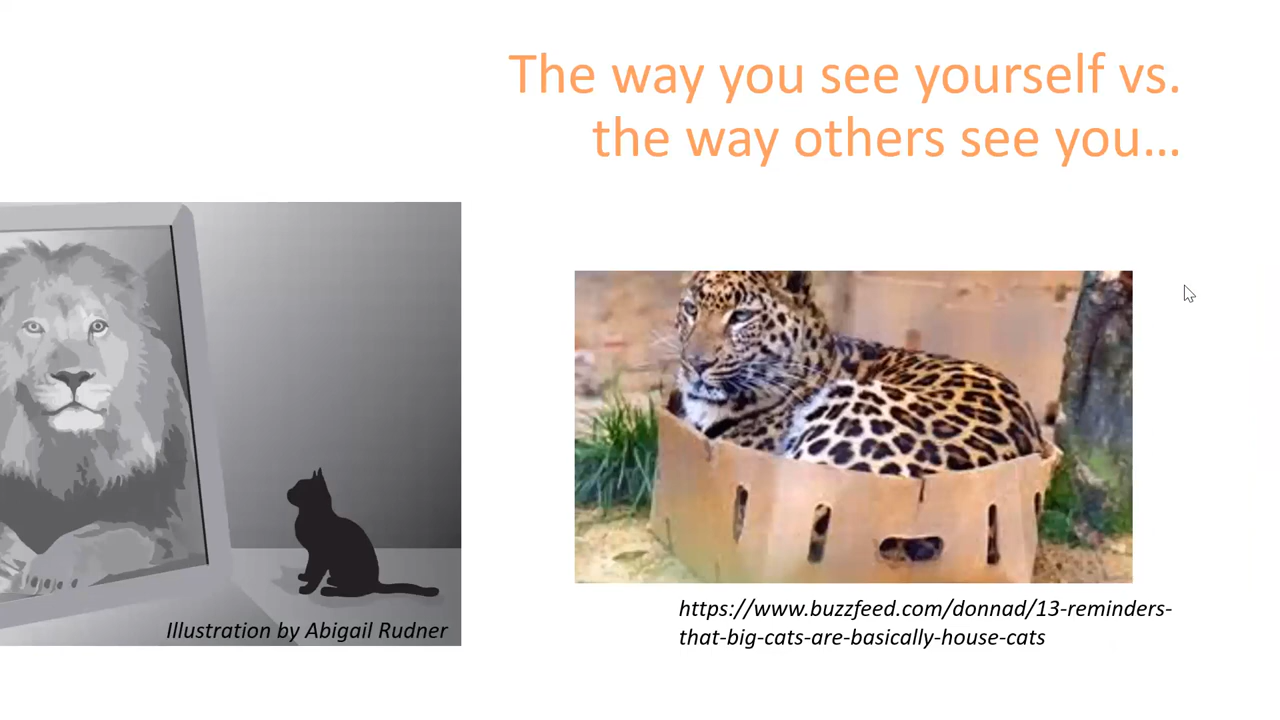 The way you see yourself vs.
the way others see you…
Illustration by Abigail Rudner
https://www.buzzfeed.com/donnad/13-reminders-
that-big-cats-are-basically-house-cats